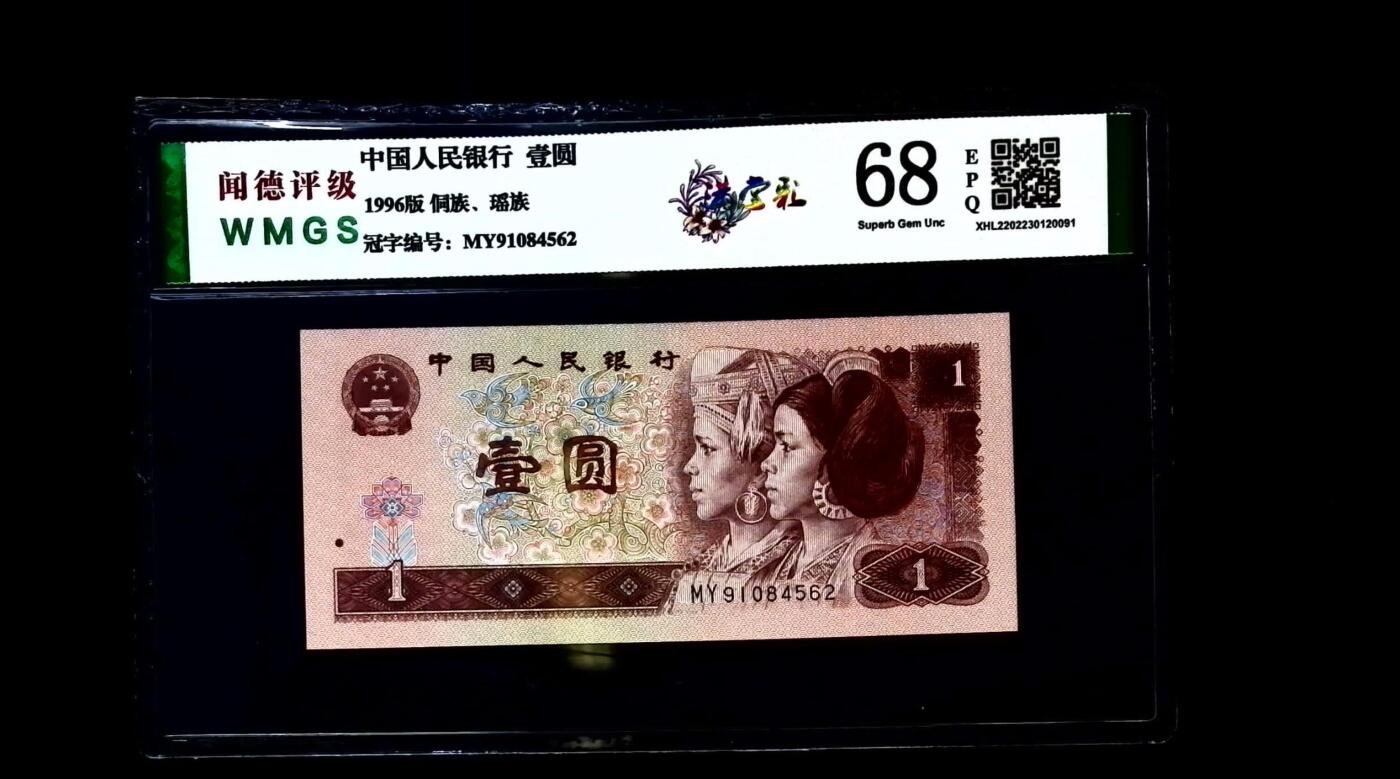 闻德评级
WMGS
中国人民银行 壹圆
1996版 侗族、瑶族
冠字编号：MY91084562
宝彩
68
EPQ
Superb Gem Unc
XHL2202230120091
中国人民银行
1
壹圆
1
MY91084562
1